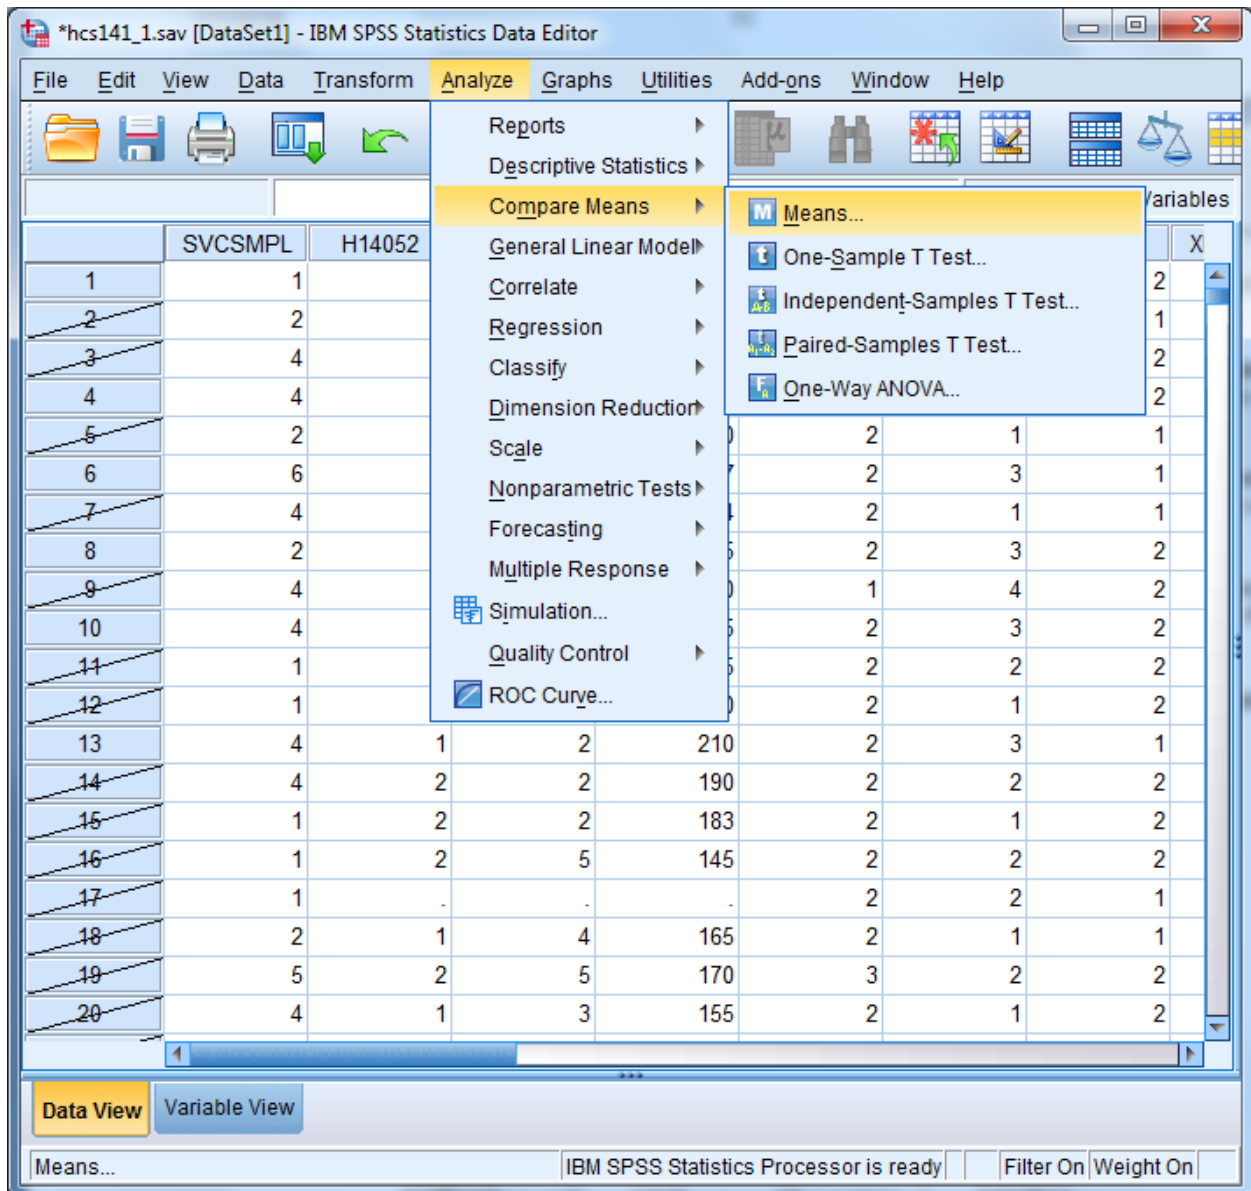 *hcs141_1.sav [DataSet1] - IBM SPSS Statistics Data Editor
File Edit View Data Transform Analyze Graphs Utilities Add-ons Window Help
Reports
Descriptive Statistics
Compare Means
General Linear Model
Correlate
Regression
Classify
Dimension Reduction
Scale
Nonparametric Tests
Forecasting
Multiple Response
Simulation...
Quality Control
ROC Curve...
Means...
One-Sample T Test...
Independent-Samples T Test...
Paired-Samples T Test...
One-Way ANOVA...
Variables
SVCSMPL H14052 X
1 1 2
2 2 1
3 4 2
4 4 2
5 2 2 1 1
6 6 2 3 1
7 4 2 1 1
8 2 2 3 2
9 4 1 4 2
10 4 2 3 2
11 1 2 2 2
12 1 2 1 2
13 4 1 2 210 2 3 1
14 4 2 2 190 2 2 2
15 1 2 2 183 2 1 2
16 1 2 5 145 2 2 2
17 1 . . . 2 2 1
18 2 1 4 165 2 1 1
19 5 2 5 170 3 2 2
20 4 1 3 155 2 1 2
Data View Variable View
Means... IBM SPSS Statistics Processor is ready Filter On Weight On